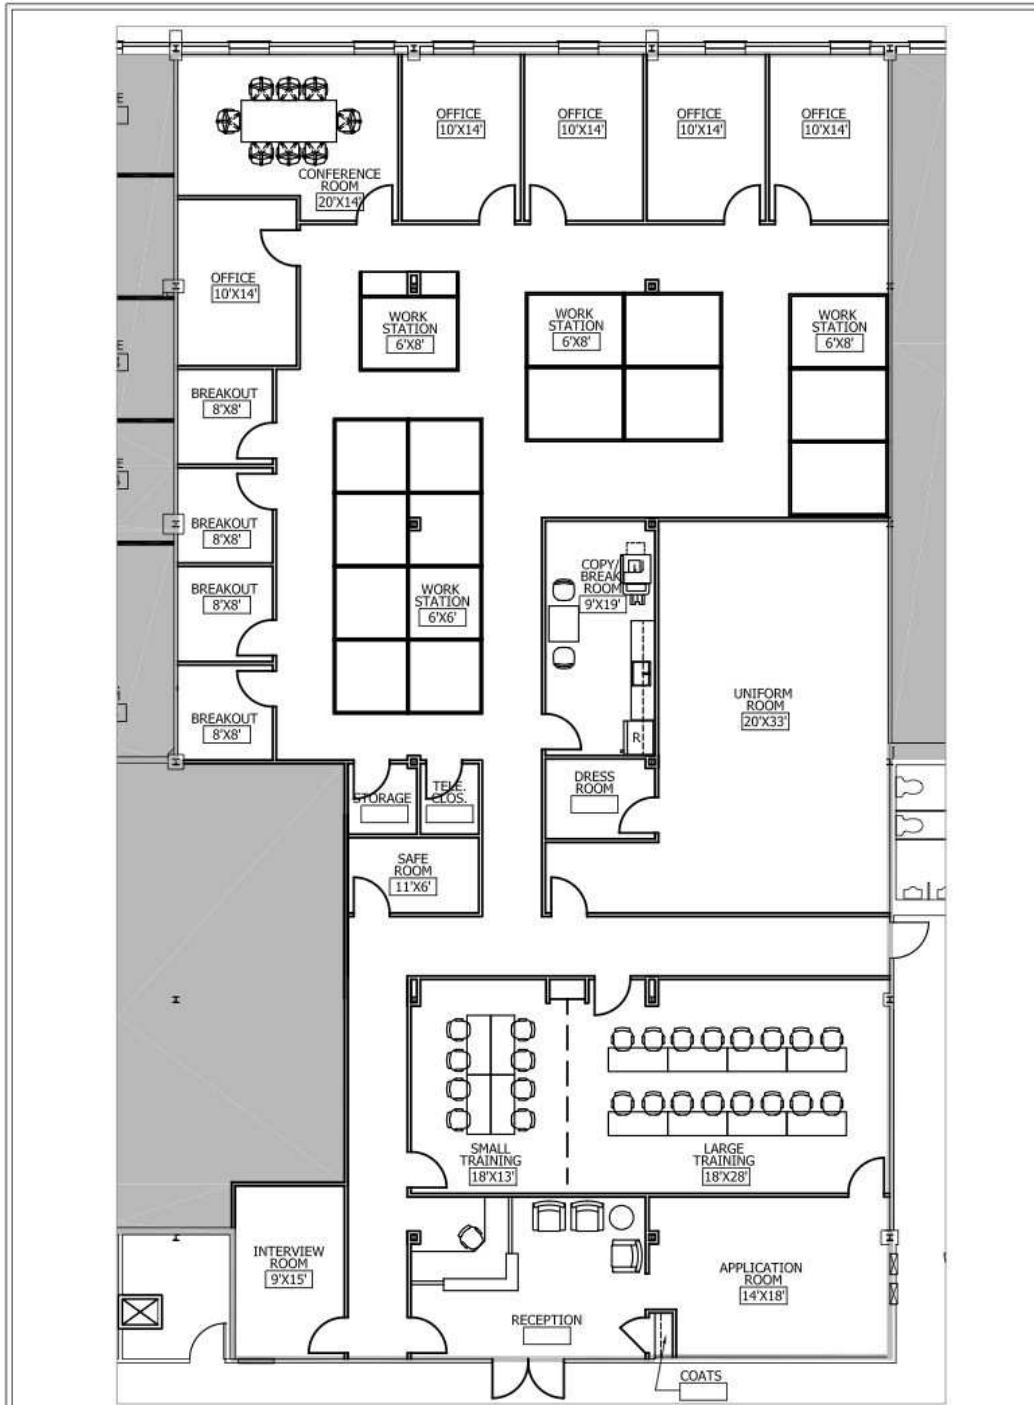 OFFICE
10'X14'
OFFICE
10'X14'
OFFICE
10'X14'
OFFICE
10'X14'
CONFERENCE
ROOM
20'X14'
OFFICE
10'X14'
WORK
STATION
6'X8'
WORK
STATION
6'X8'
WORK
STATION
6'X8'
BREAKOUT
8'X8'
BREAKOUT
8'X8'
BREAKOUT
8'X8'
BREAKOUT
8'X8'
WORK
STATION
6'X6'
COPY/
BREAK
ROOM
9'X19'
R
UNIFORM
ROOM
20'X33'
DRESS
ROOM
STORAGE
TELE.
CLOS.
SAFE
ROOM
11'X6'
SMALL
TRAINING
18'X13'
LARGE
TRAINING
18'X28'
INTERVIEW
ROOM
9'X15'
RECEPTION
APPLICATION
ROOM
14'X18'
COATS